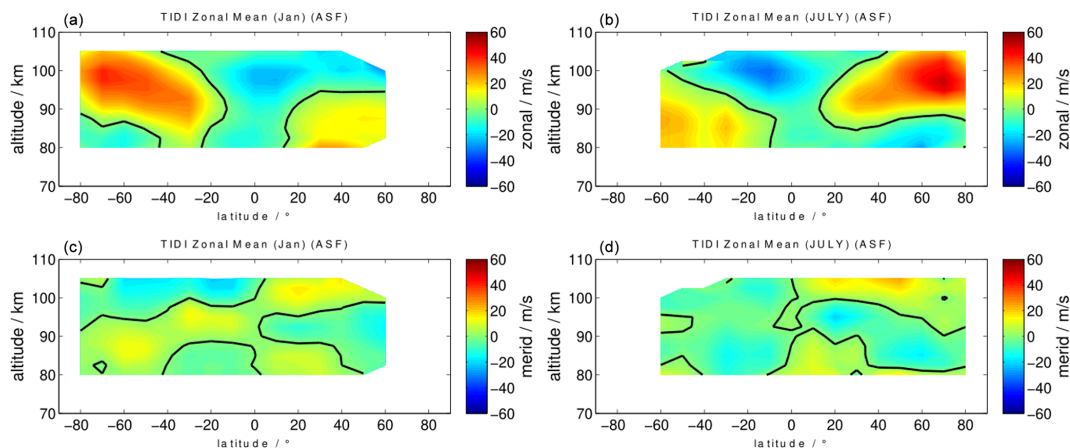 (a) TIDI Zonal Mean (Jan) (ASF)
110
100
90
80
70
altitude / km
−80 −60 −40 −20 0 20 40 60 80
latitude / °
60
40
20
0
−20
−40
−60
zonal / m/s
(b) TIDI Zonal Mean (JULY) (ASF)
110
100
90
80
70
altitude / km
−80 −60 −40 −20 0 20 40 60 80
latitude / °
60
40
20
0
−20
−40
−60
zonal / m/s
(c) TIDI Zonal Mean (Jan) (ASF)
110
100
90
80
70
altitude / km
−80 −60 −40 −20 0 20 40 60 80
latitude / °
60
40
20
0
−20
−40
−60
merid / m/s
(d) TIDI Zonal Mean (JULY) (ASF)
110
100
90
80
70
altitude / km
−80 −60 −40 −20 0 20 40 60 80
latitude / °
60
40
20
0
−20
−40
−60
merid / m/s